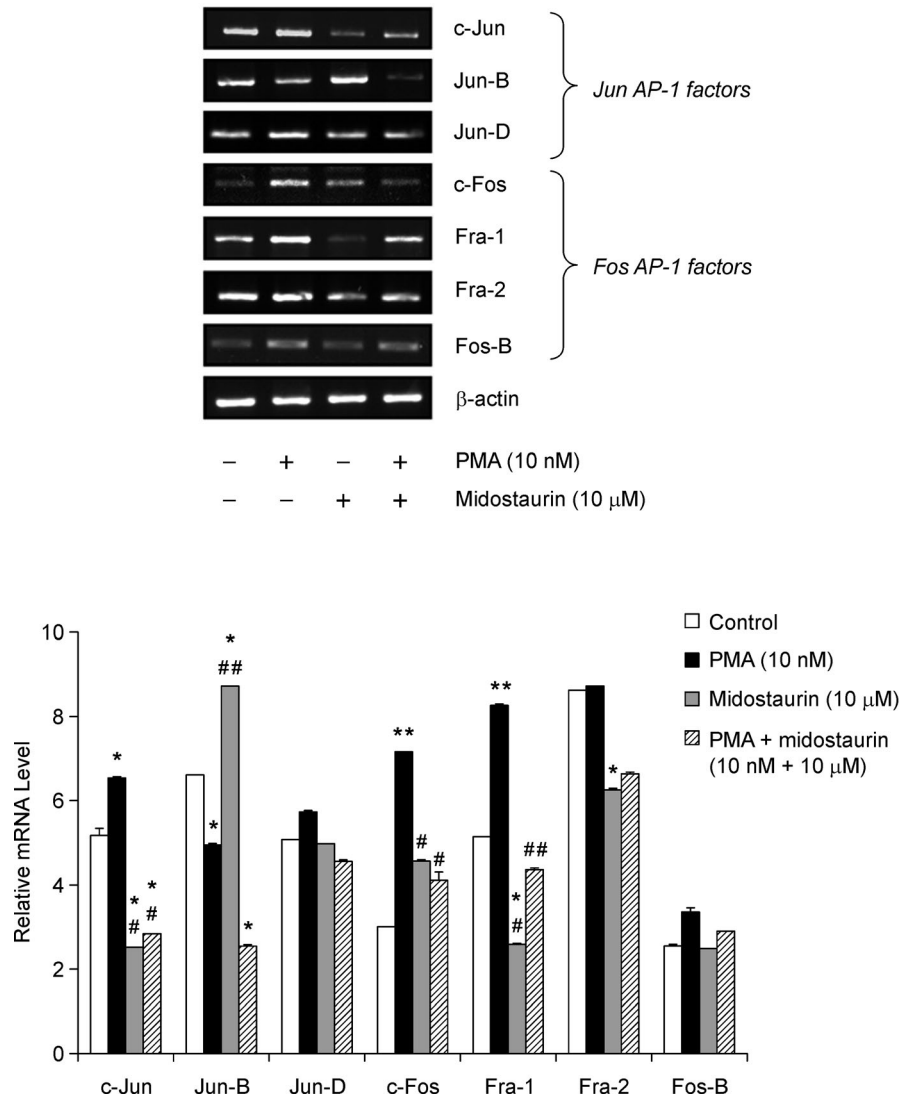 c-Jun
Jun-B
Jun AP-1 factors
Jun-D
c-Fos
Fra-1
Fos AP-1 factors
Fra-2
Fos-B
β-actin
– + – + PMA (10 nM)
– – + + Midostaurin (10 μM)
Relative mRNA Level
10
8
6
4
2
0
* * # * #
* * ## *
** # #
** * # ##
*
c-Jun Jun-B Jun-D c-Fos Fra-1 Fra-2 Fos-B
Control
PMA (10 nM)
Midostaurin (10 μM)
PMA + midostaurin
(10 nM + 10 μM)